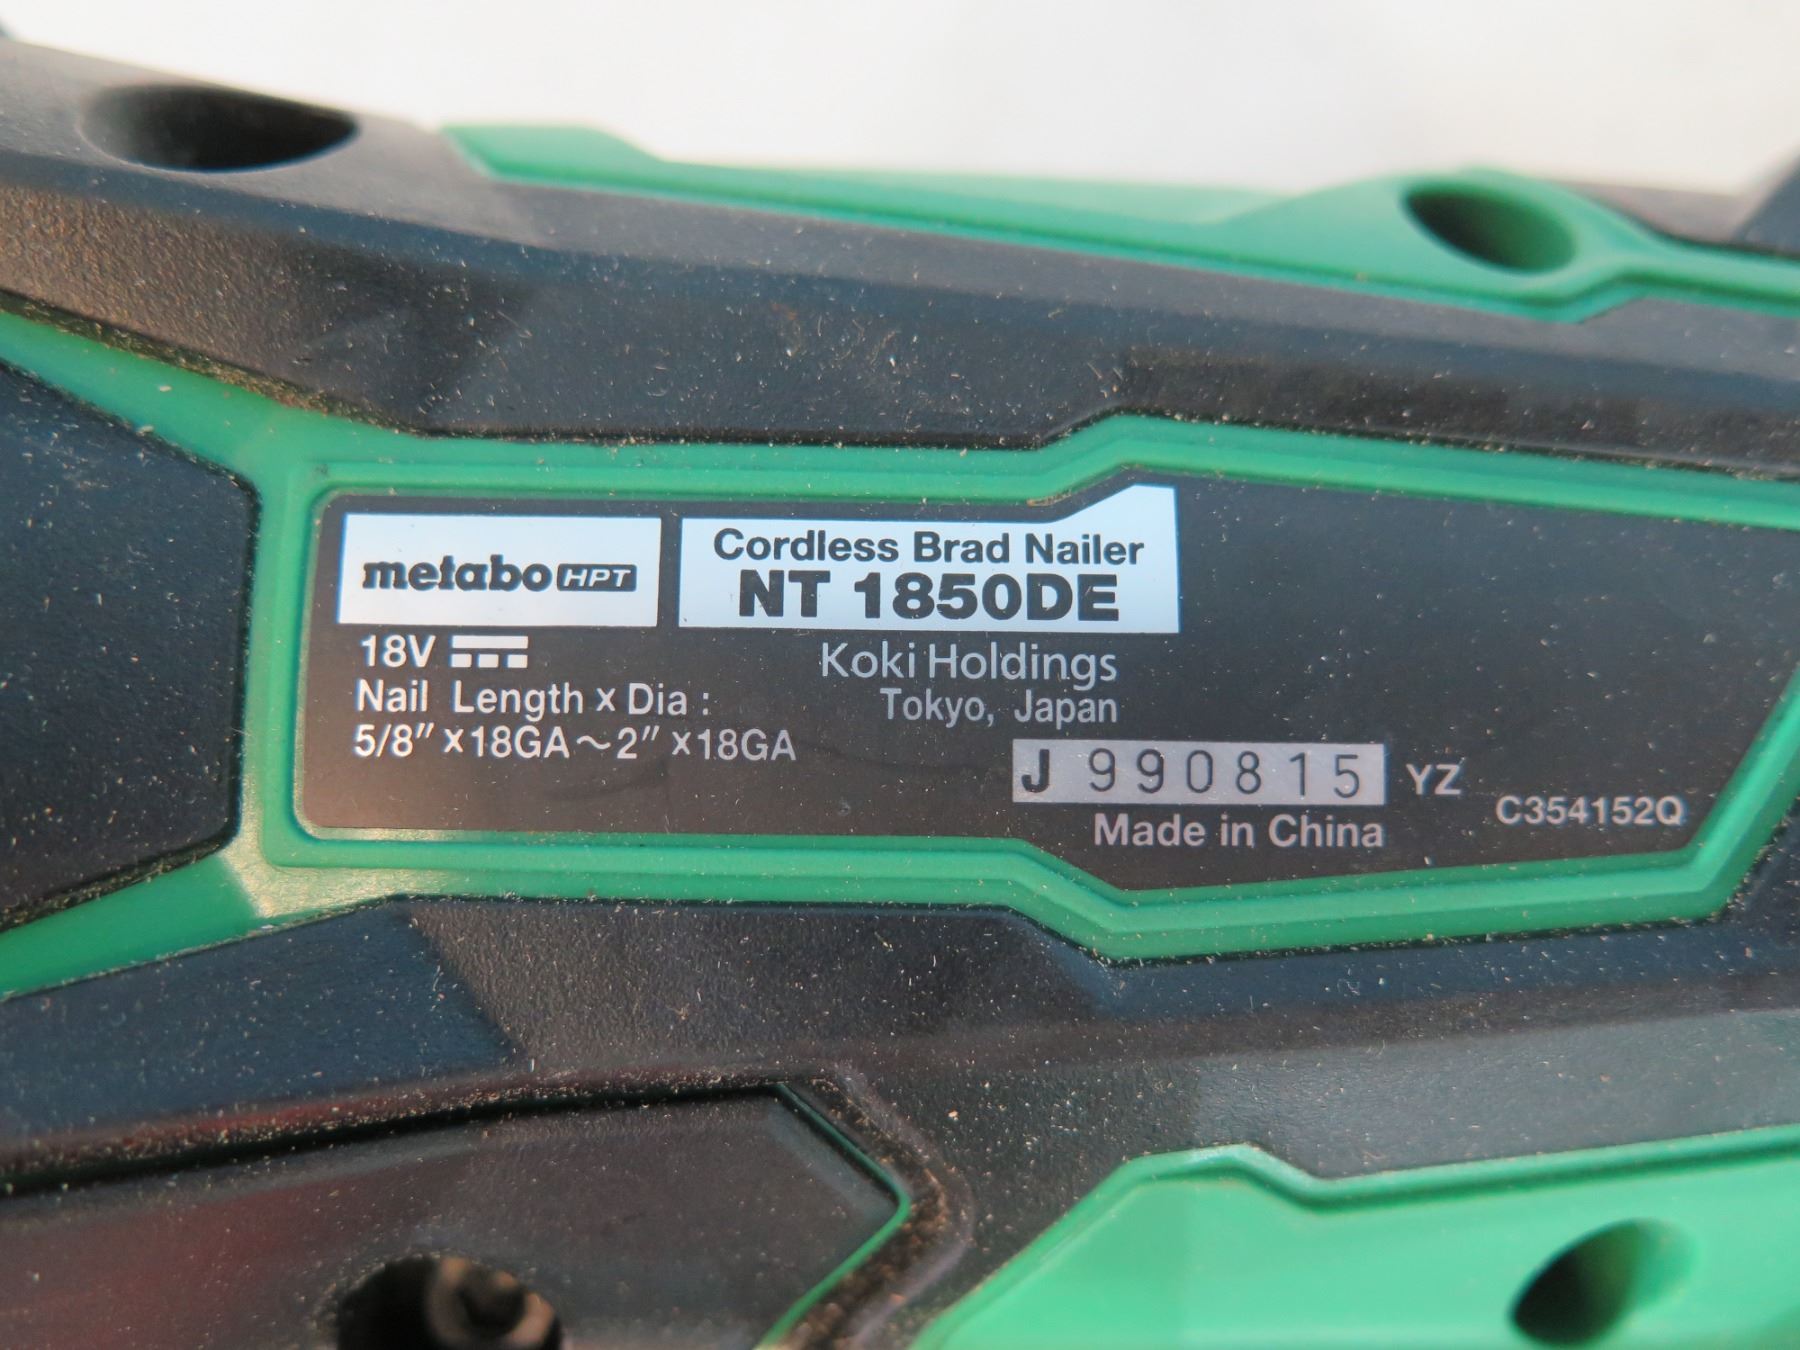 metabo HPT
Cordless Brad Nailer
NT 1850DE
18V
Koki Holdings
Nail Length x Dia :
Tokyo, Japan
5/8" x18GA～2" x18GA
J 990815 YZ
C354152Q
Made in China